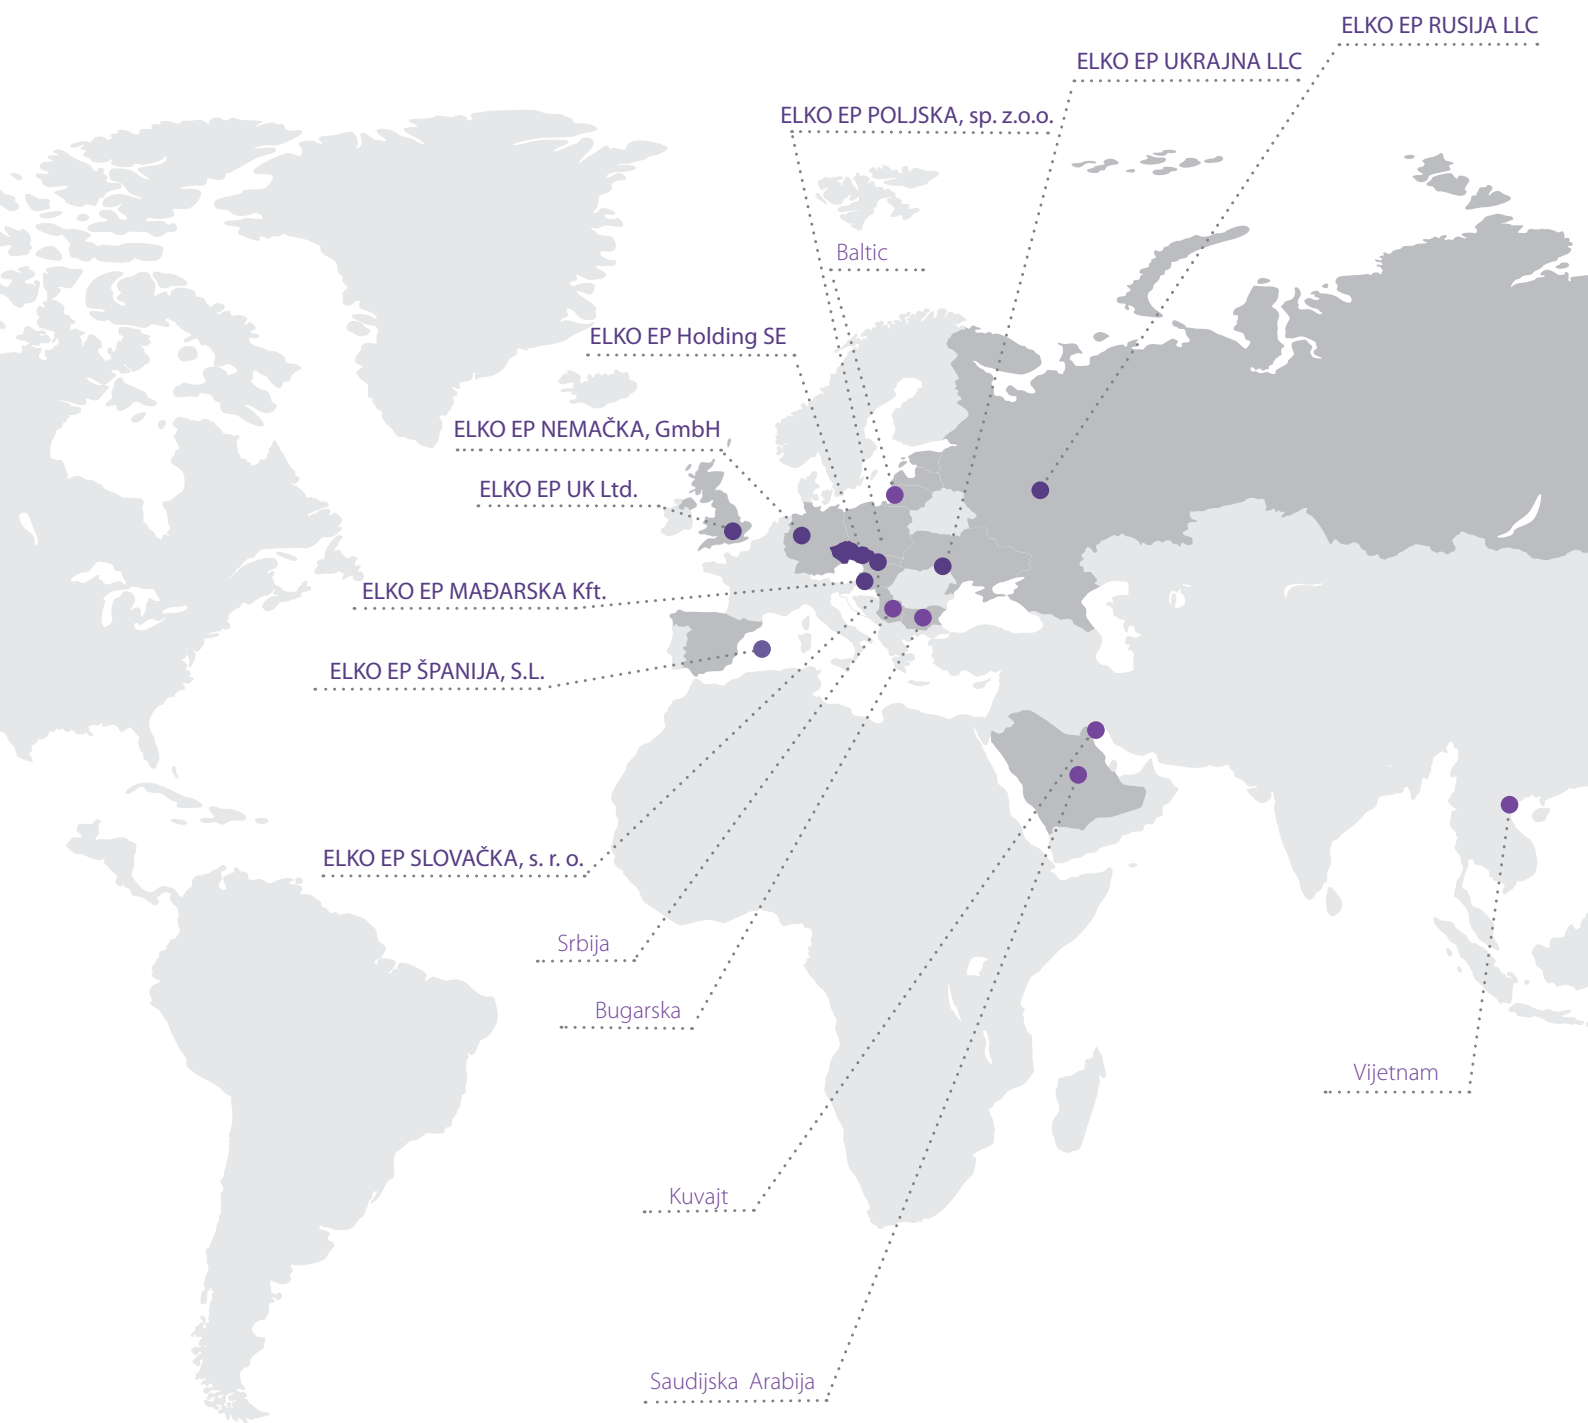 ELKO EP RUSIJA LLC
ELKO EP UKRAJNA LLC
ELKO EP POLJSKA, sp. z.o.o.
Baltic
ELKO EP Holding SE
ELKO EP NEMAČKA, GmbH
ELKO EP UK Ltd.
ELKO EP MAĐARSKA Kft.
ELKO EP ŠPANIJA, S.L.
ELKO EP SLOVAČKA, s. r. o.
Srbija
Bugarska
Vijetnam
Kuvajt
Saudijska Arabija